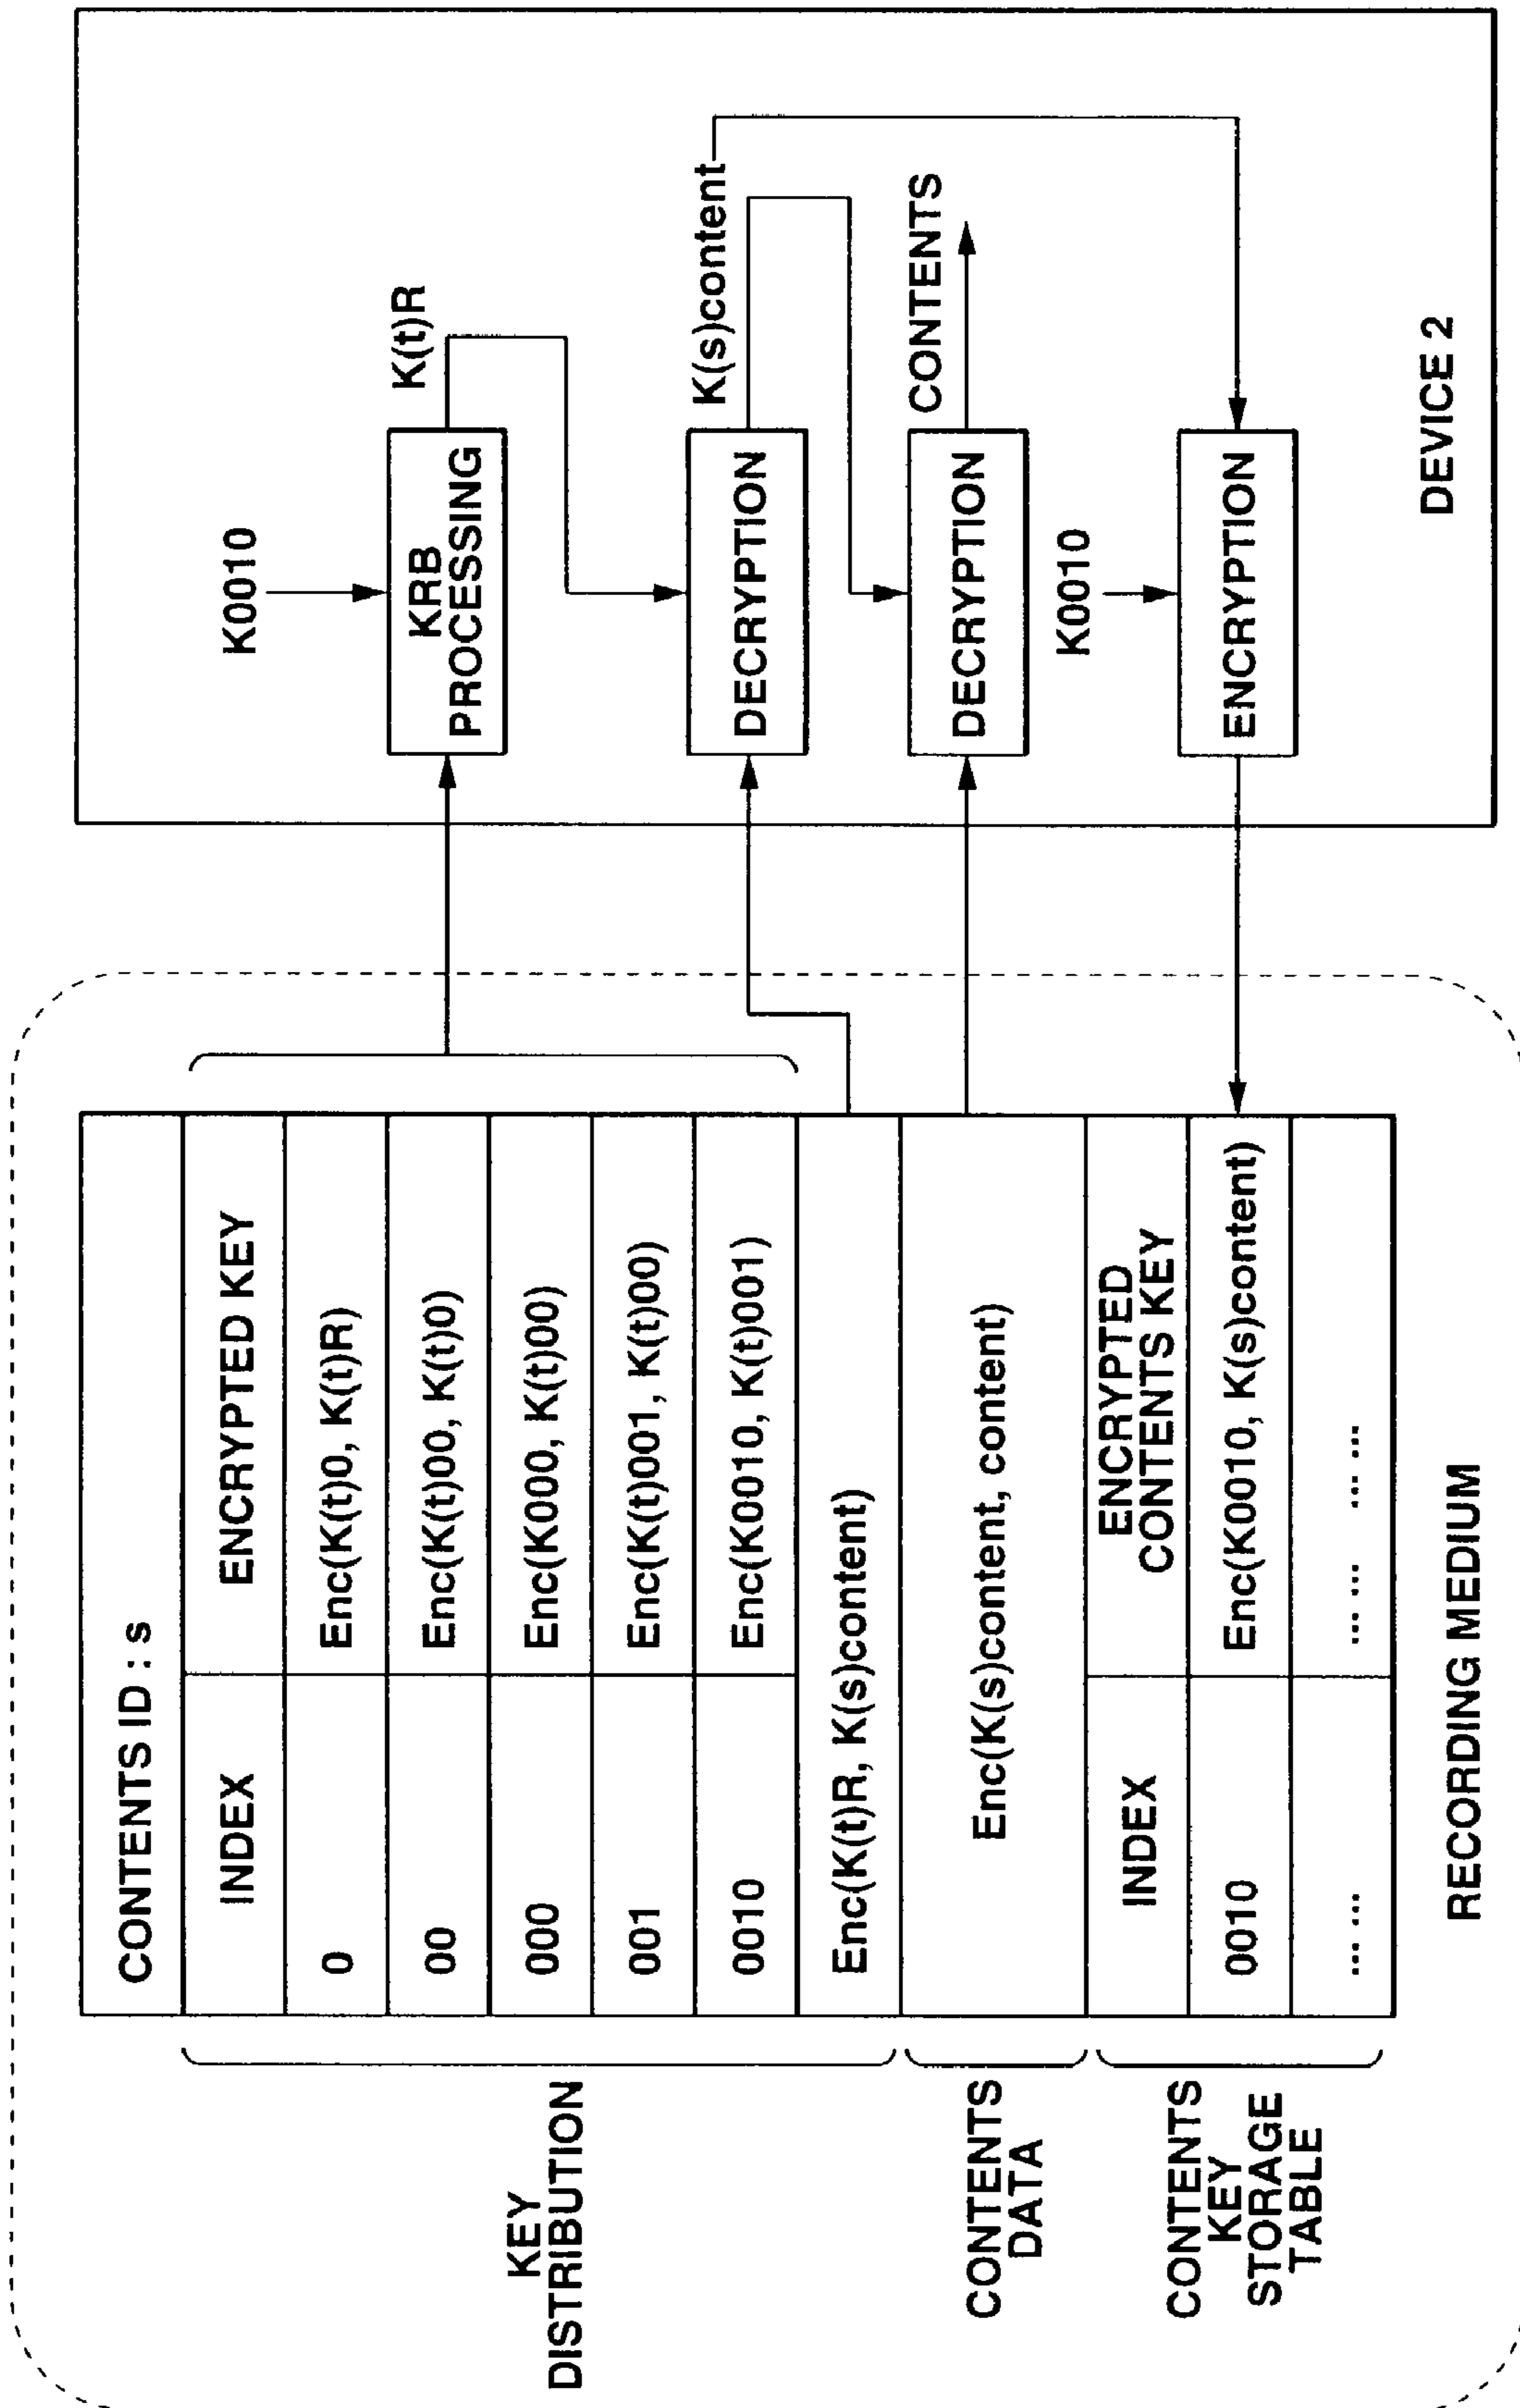 CONTENTS ID : s
INDEX ENCRYPTED KEY
0 Enc(K(t)0, K(t)R)
00 Enc(K(t)00, K(t)0)
000 Enc(K000, K(t)00)
001 Enc(K(t)001, K(t)00)
0010 Enc(K0010, K(t)001)
Enc(K(t)R, K(s)content)
Enc(K(s)content, content)
INDEX
ENCRYPTED
CONTENTS KEY
0010 Enc(K0010, K(s)content)
... ... ... ... ... ...
KEY
DISTRIBUTION
CONTENTS
DATA
CONTENTS
KEY
STORAGE
TABLE
RECORDING MEDIUM
K0010
KRB
PROCESSING
K(t)R
DECRYPTION
K(s)content
DECRYPTION
CONTENTS
K0010
ENCRYPTION
DEVICE 2